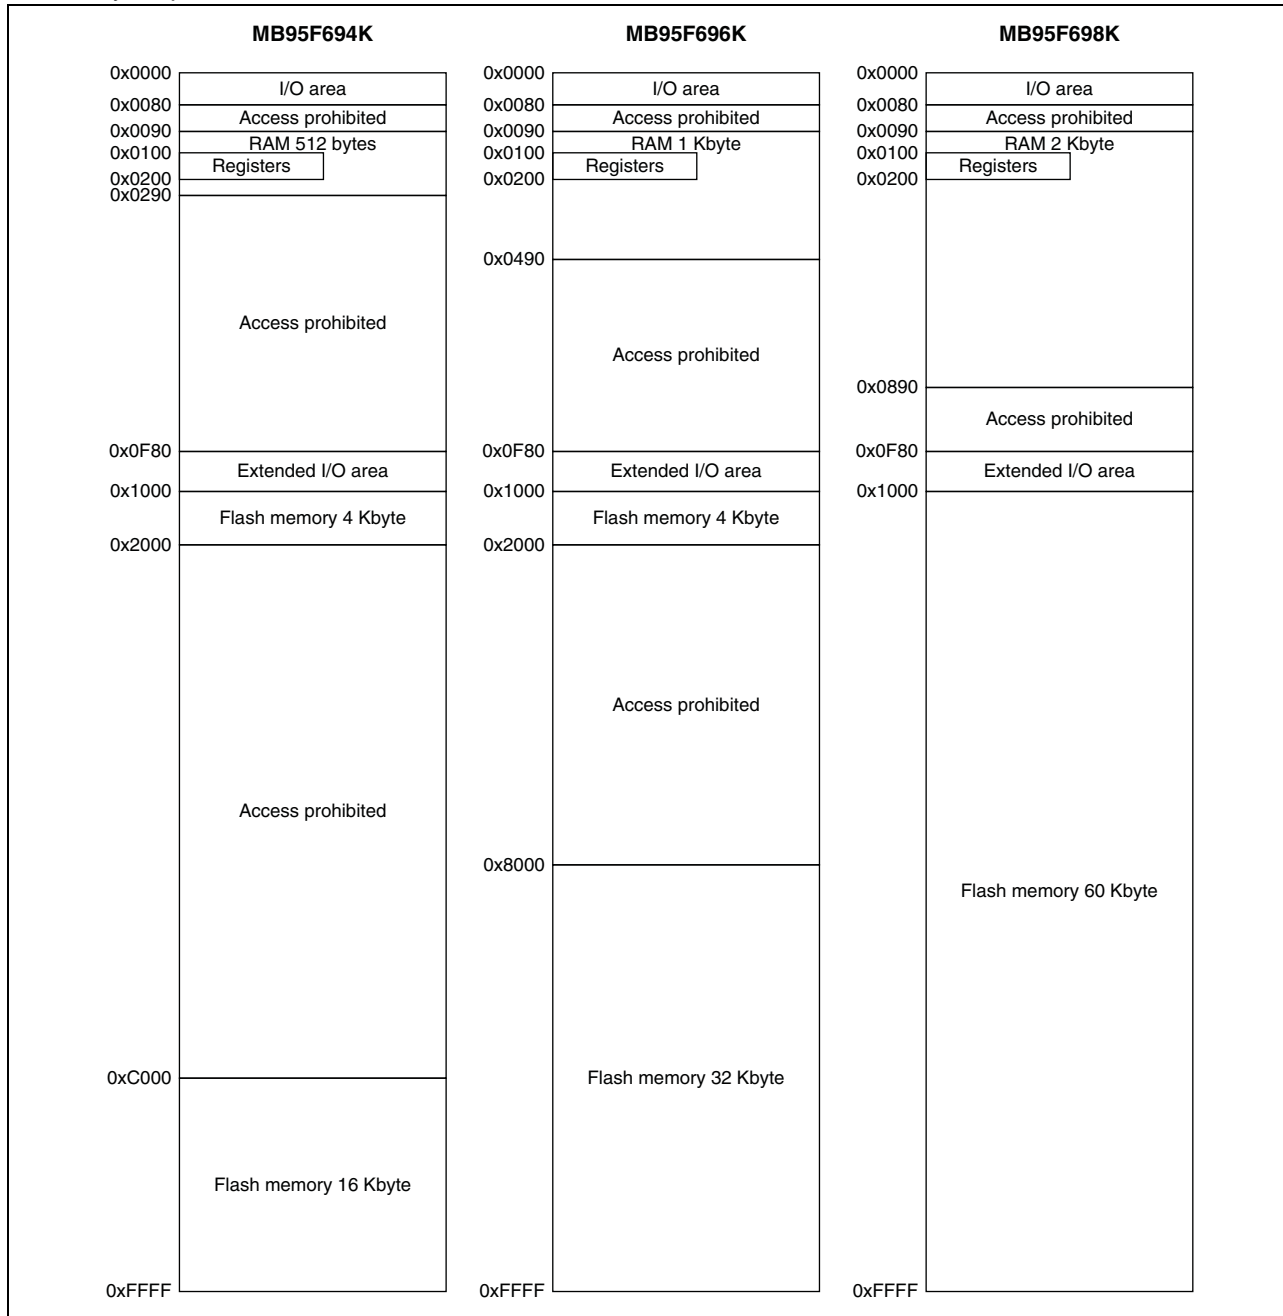 MB95F694K
0x0000
I/O area
0x0080
Access prohibited
0x0090
RAM 512 bytes
0x0100
Registers
0x0200
0x0290
Access prohibited
0x0F80
Extended I/O area
0x1000
Flash memory 4 Kbyte
0x2000
Access prohibited
0xC000
Flash memory 16 Kbyte
0xFFFF
MB95F696K
0x0000
I/O area
0x0080
Access prohibited
0x0090
RAM 1 Kbyte
0x0100
Registers
0x0200
0x0490
Access prohibited
0x0F80
Extended I/O area
0x1000
Flash memory 4 Kbyte
0x2000
Access prohibited
0x8000
Flash memory 32 Kbyte
0xFFFF
MB95F698K
0x0000
I/O area
0x0080
Access prohibited
0x0090
RAM 2 Kbyte
0x0100
Registers
0x0200
0x0890
Access prohibited
0x0F80
Extended I/O area
0x1000
Flash memory 60 Kbyte
0xFFFF